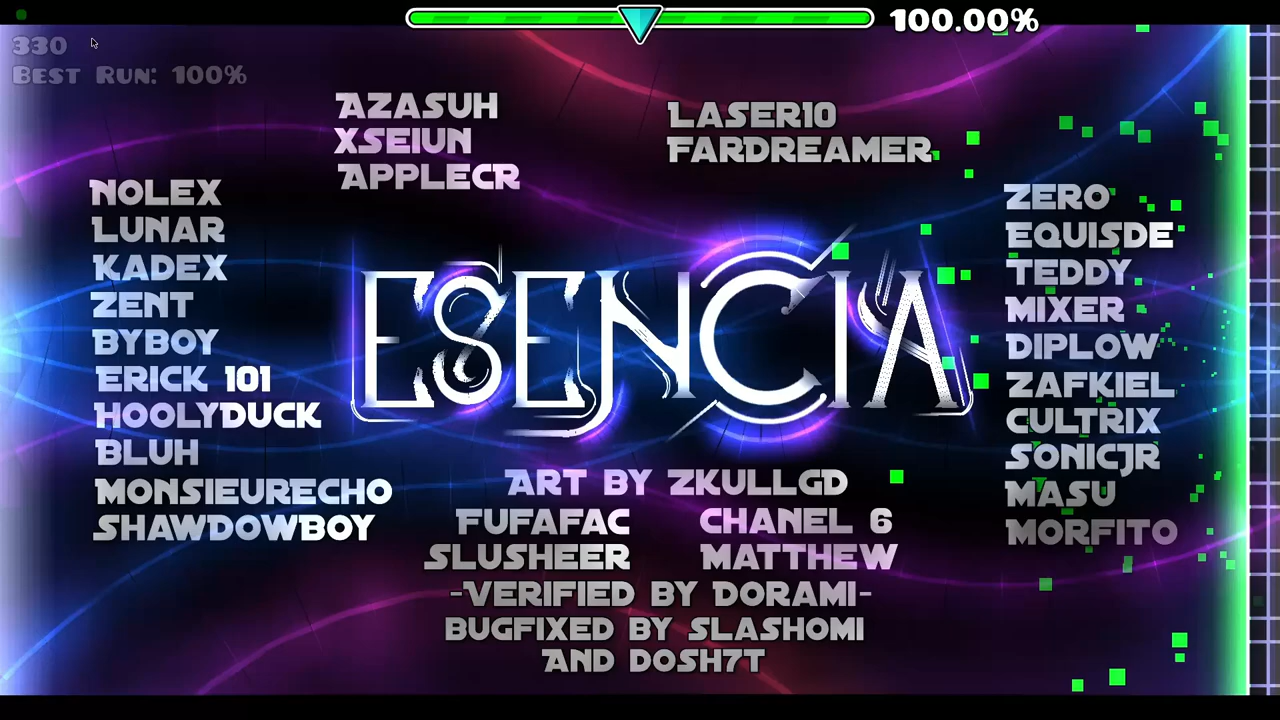 100.00%
330
Best Run: 100%
AZASUH
XSEIUN
APPLECR
LASER10
FARDREAMER
NOLEX
LUNAR
KADEX
ZENT
BYBOY
ERICK 101
HOOLYDUCK
BLUH
MONSIEURECHO
SHAWDOWBOY
ESENCIA
ZERO
EQUISDE
TEDDY
MIXER
DIPLOW
ZAFKIEL
CULTRIX
SONICJR
MASU
MORFITO
ART BY ZKULLGD
FUFAFAC
CHANEL 6
SLUSHEER
MATTHEW
-VERIFIED BY DORAMI-
BUGFIXED BY SLASHOMI
AND DOSH7T